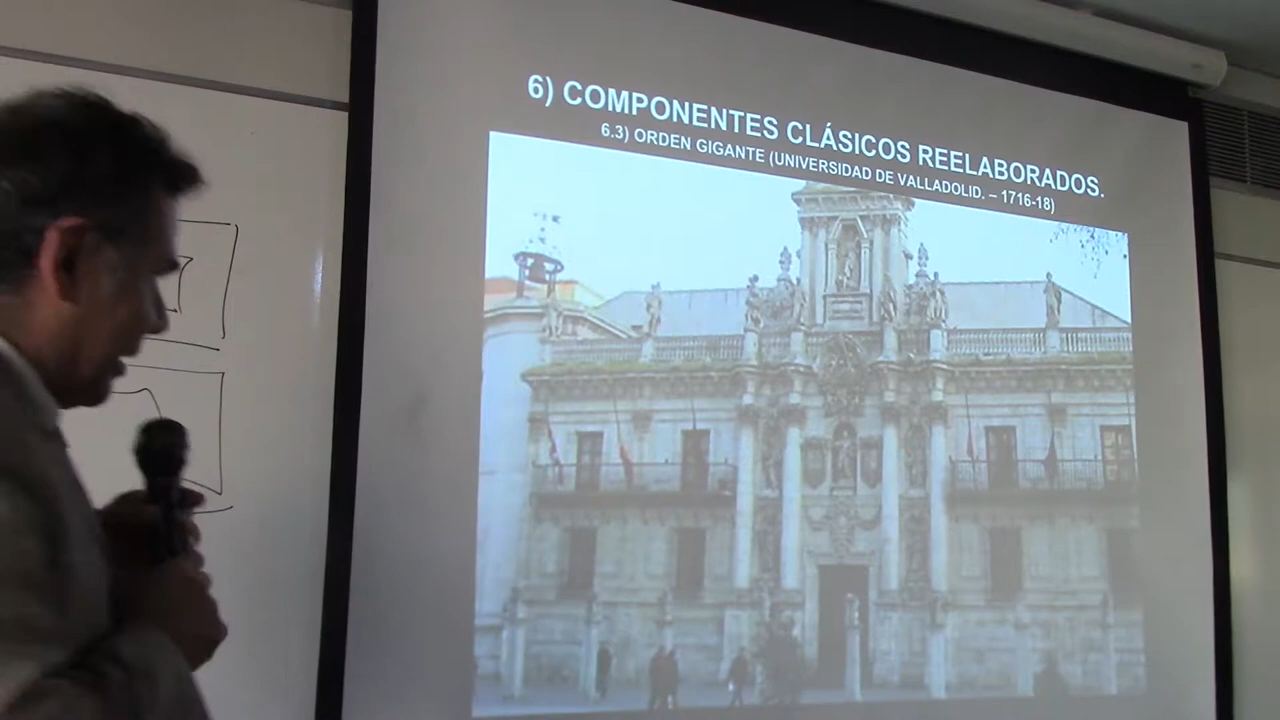 6) COMPONENTES CLÁSICOS REELABORADOS.
6.3) ORDEN GIGANTE (UNIVERSIDAD DE VALLADOLID. – 1716-18)